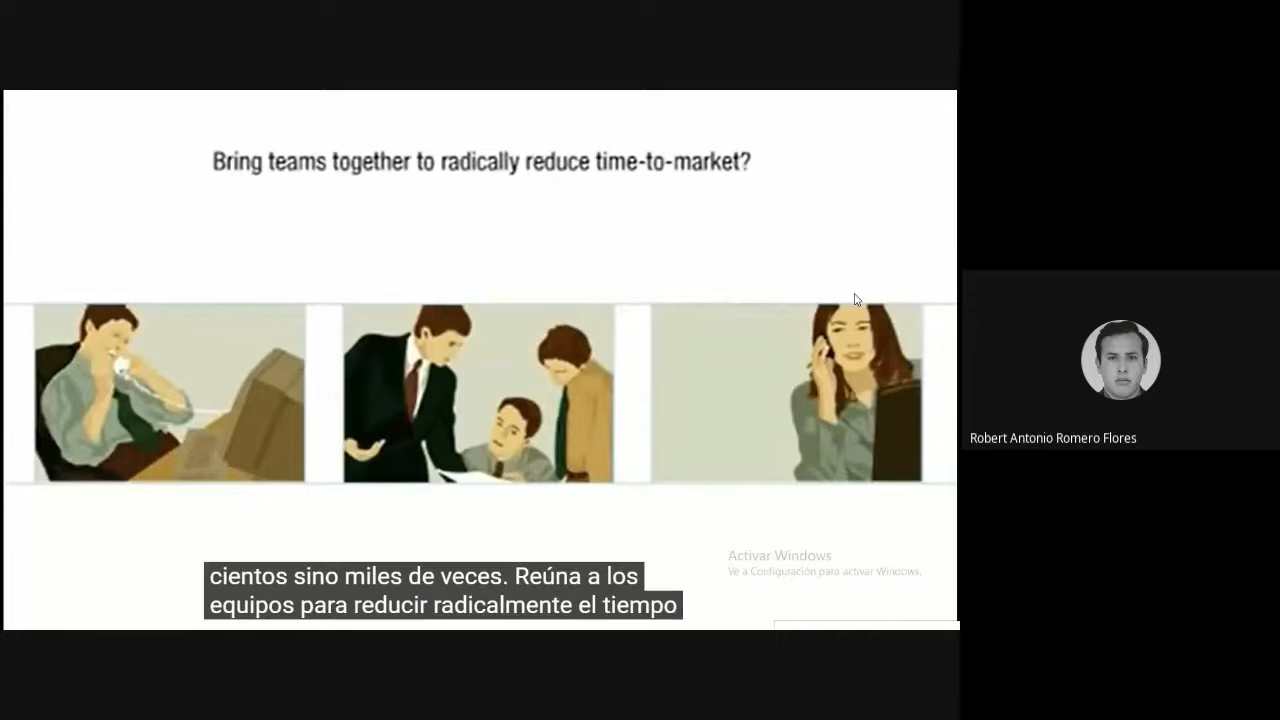 Bring teams together to radically reduce time-to-market?
Robert Antonio Romero Flores
Activar Windows
Ve a Configuración para activar Windows.
cientos sino miles de veces. Reúna a los
equipos para reducir radicalmente el tiempo